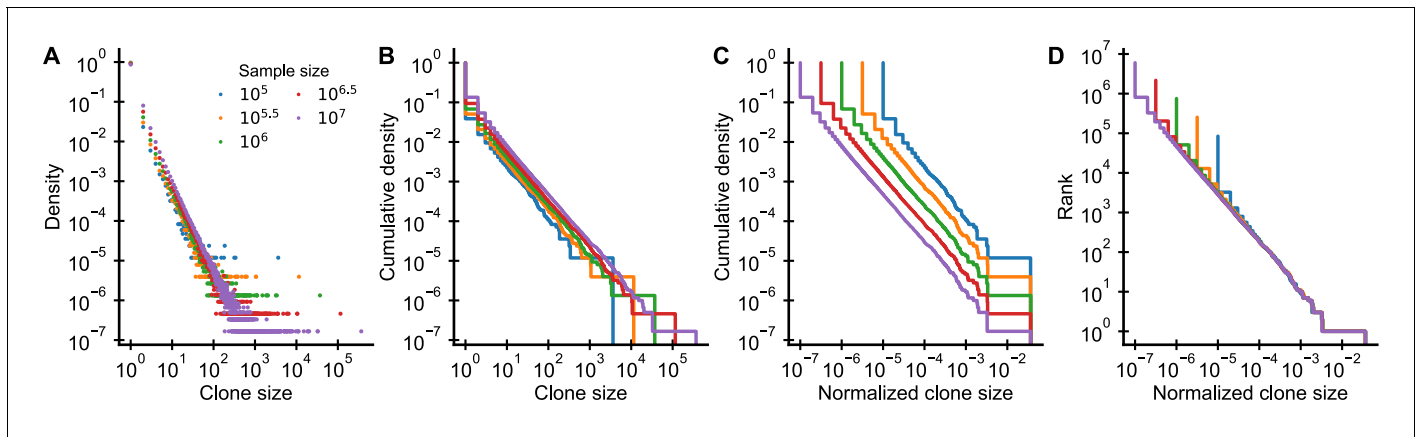 A
Density
10^0
10^-1
10^-2
10^-3
10^-4
10^-5
10^-6
10^-7
10^0 10^1 10^2 10^3 10^4 10^5
Clone size
Sample size
10^5 10^6.5
10^5.5 10^7
10^6
B
Cumulative density
10^0
10^-1
10^-2
10^-3
10^-4
10^-5
10^-6
10^-7
10^0 10^1 10^2 10^3 10^4 10^5
Clone size
C
Cumulative density
10^0
10^-1
10^-2
10^-3
10^-4
10^-5
10^-6
10^-7
10^-7 10^-6 10^-5 10^-4 10^-3 10^-2
Normalized clone size
D
Rank
10^7
10^6
10^5
10^4
10^3
10^2
10^1
10^0
10^-7 10^-6 10^-5 10^-4 10^-3 10^-2
Normalized clone size